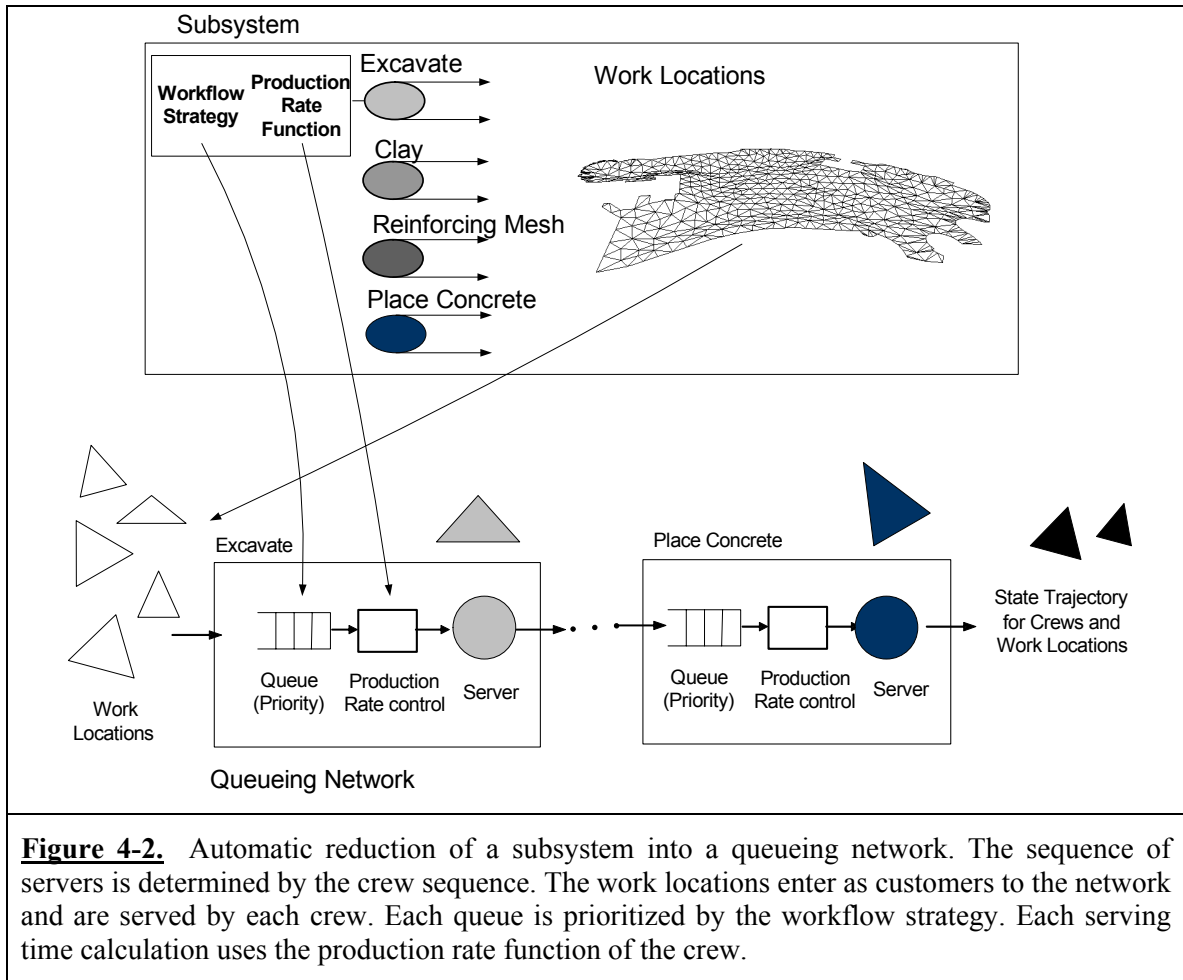 Subsystem
Workflow
Strategy
Production
Rate
Function
Excavate
Clay
Reinforcing Mesh
Place Concrete
Work Locations
Excavate
Queue
(Priority)
Production
Rate control
Server
Work
Locations
Place Concrete
Queue
(Priority)
Production
Rate control
Server
State Trajectory
for Crews and
Work Locations
Queueing Network
Figure 4-2. Automatic reduction of a subsystem into a queueing network. The sequence of
servers is determined by the crew sequence. The work locations enter as customers to the network
and are served by each crew. Each queue is prioritized by the workflow strategy. Each serving
time calculation uses the production rate function of the crew.